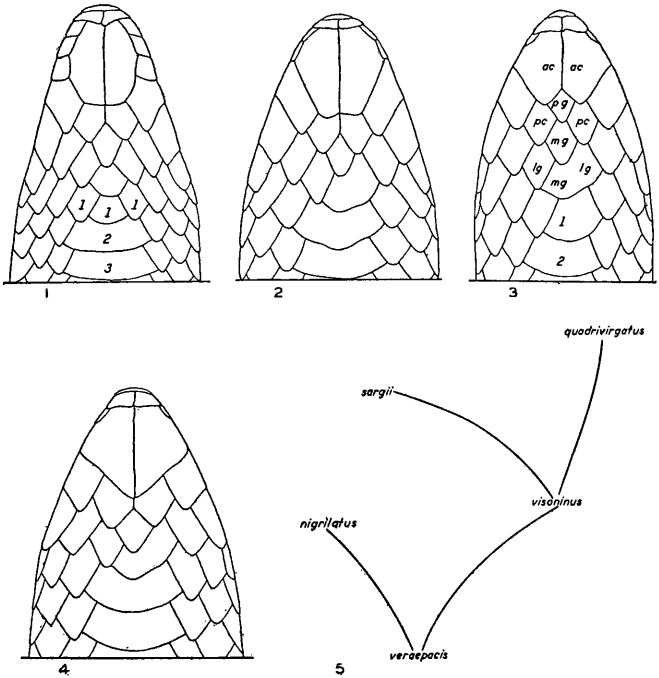 1 1 1
2
3
1
2
ac ac
pg
pc pc
mg
lg lg
mg
1
2
3
4
quadrivirgatus
sargii
visoninus
nigrilatus
veraepacis
5